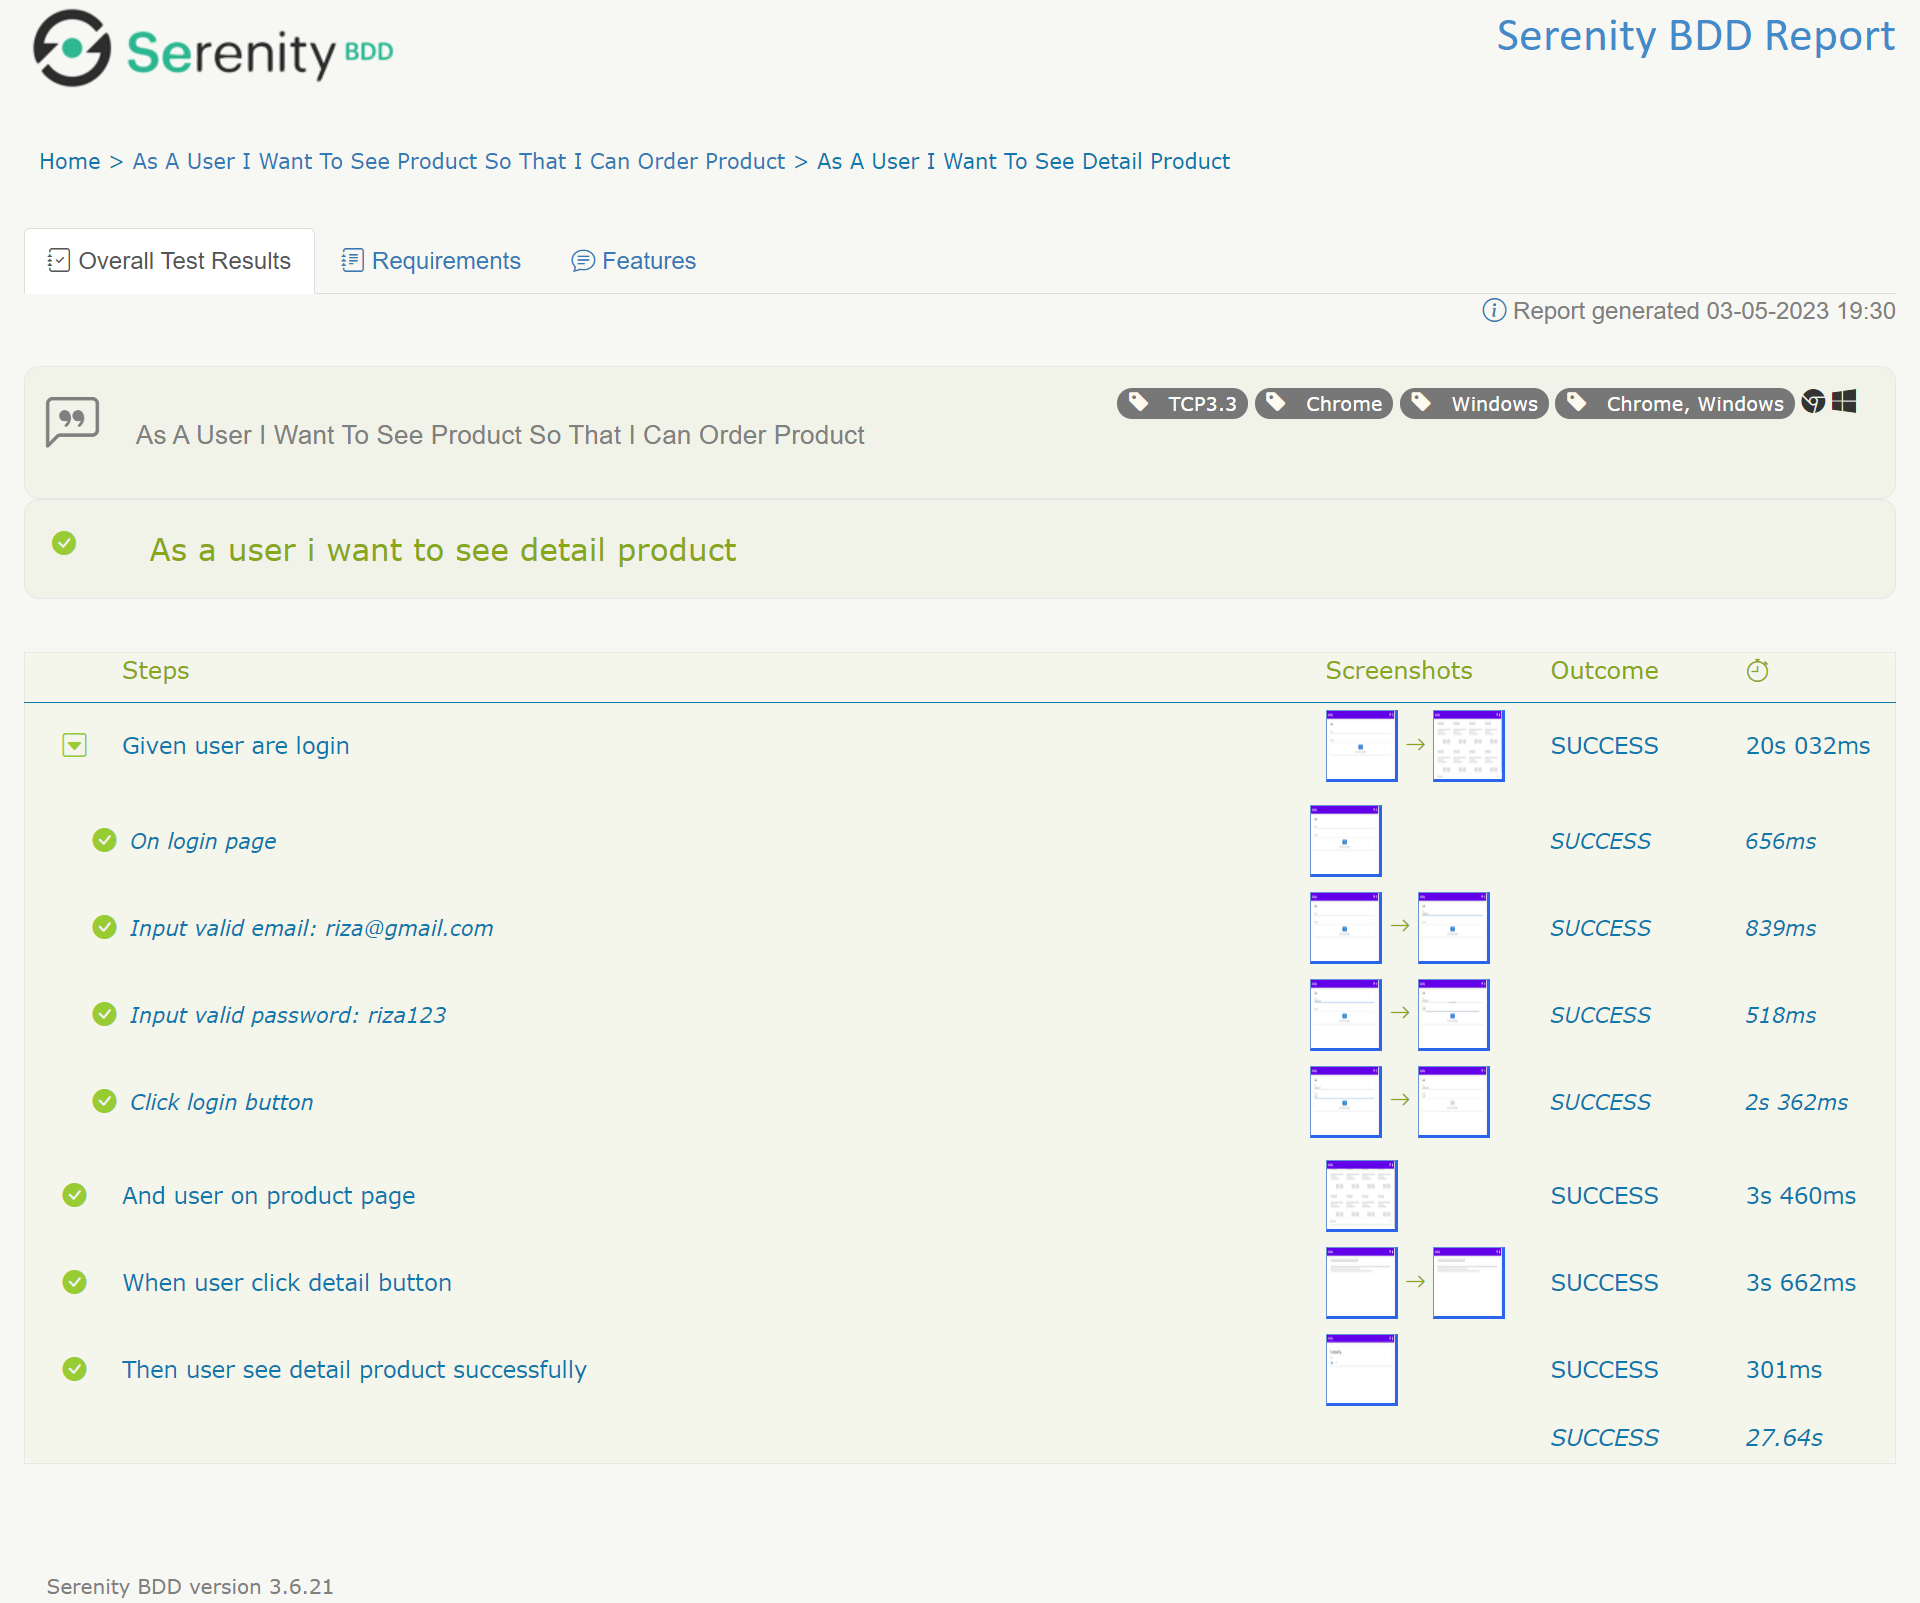 Serenity BDD
Serenity BDD Report
Home > As A User I Want To See Product So That I Can Order Product > As A User I Want To See Detail Product
Overall Test Results Requirements Features
Report generated 03-05-2023 19:30
TCP3.3 Chrome Windows Chrome, Windows
As A User I Want To See Product So That I Can Order Product
As a user i want to see detail product
Steps Screenshots Outcome
Given user are login SUCCESS 20s 032ms
On login page SUCCESS 656ms
Input valid email: riza@gmail.com SUCCESS 839ms
Input valid password: riza123 SUCCESS 518ms
Click login button SUCCESS 2s 362ms
And user on product page SUCCESS 3s 460ms
When user click detail button SUCCESS 3s 662ms
Then user see detail product successfully SUCCESS 301ms
SUCCESS 27.64s
Serenity BDD version 3.6.21